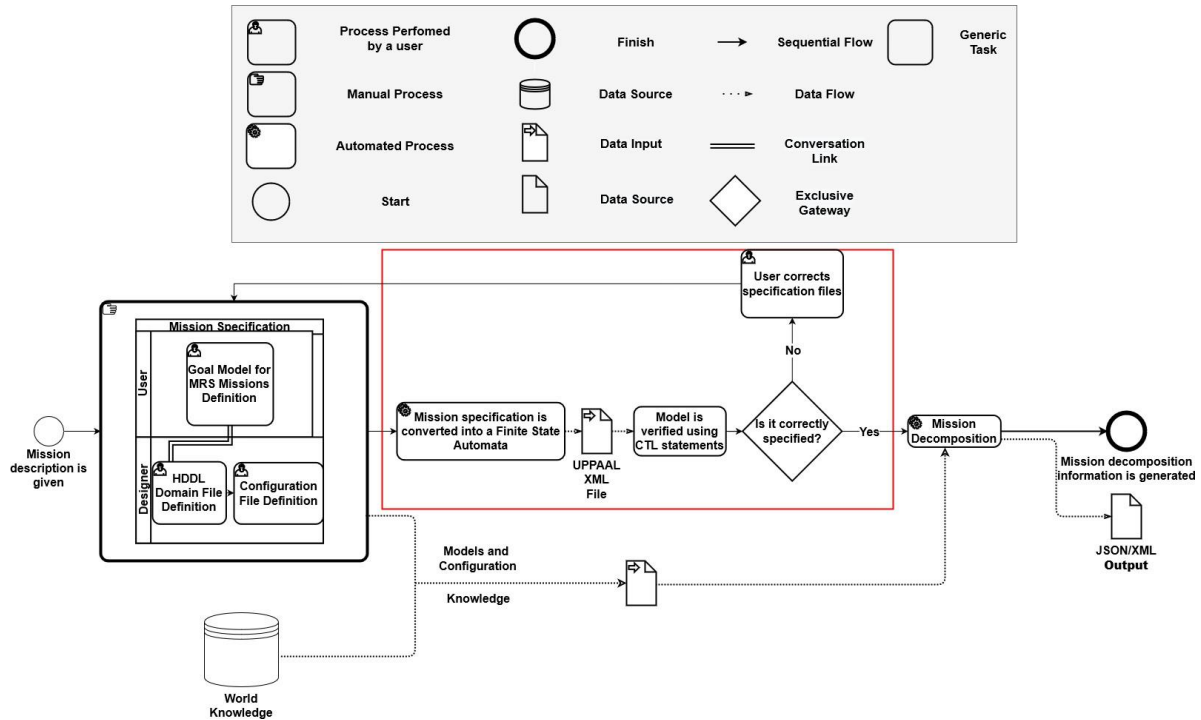 Process Perfomed
by a user
Finish
Sequential Flow
Generic
Task
Manual Process
Data Source
Data Flow
Automated Process
Data Input
Conversation
Link
Start
Data Source
Exclusive
Gateway
User corrects
specification files
Mission Specification
User
Goal Model for
MRS Missions
Definition
No
Mission description is
given
Designer
HDDL
Domain File
Definition
Configuration
File Definition
Mission specification is
converted into a Finite State
Automata
UPPAAL
XML
File
Model is
verified using
CTL statements
Is it correctly
specified?
Yes
Mission
Decomposition
Mission decomposition
information is generated
JSON/XML
Output
Models and
Configuration
Knowledge
World
Knowledge